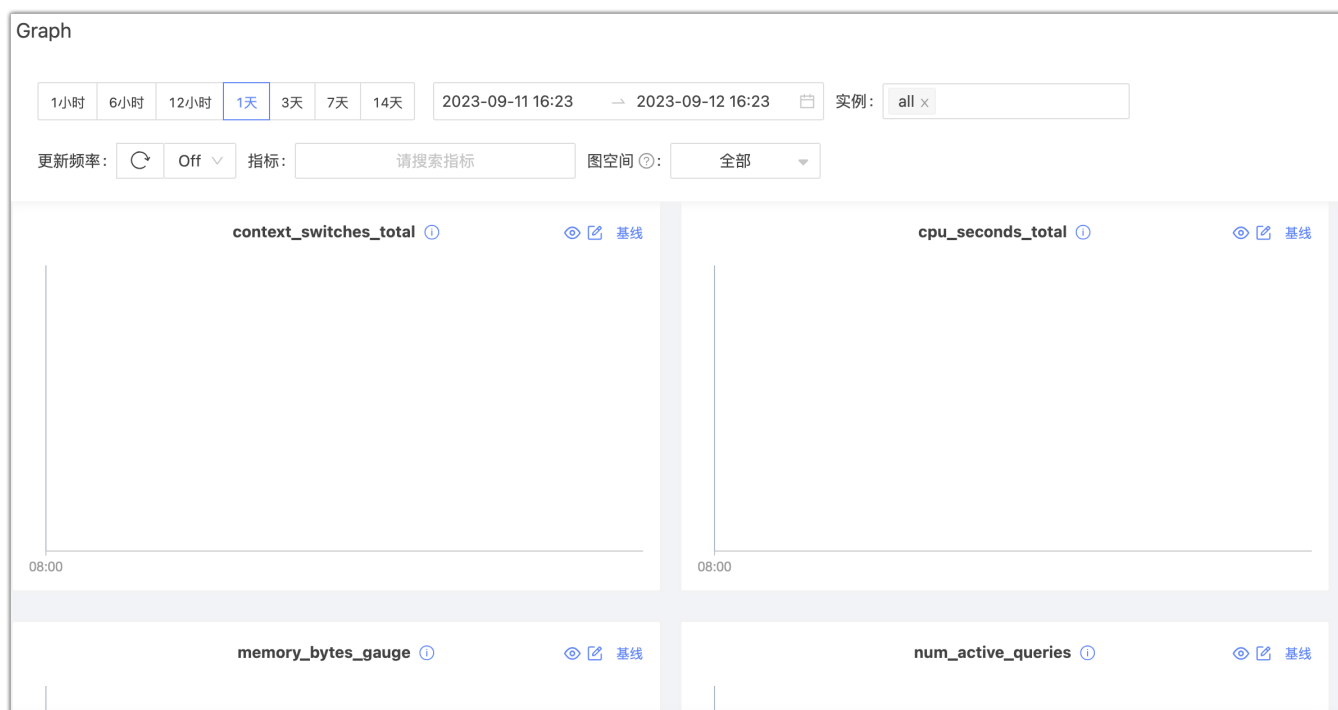 Graph
1小时 6小时 12小时 1天 3天 7天 14天 2023-09-11 16:23 → 2023-09-12 16:23 实例: all ×
更新频率: Off 指标: 请搜索指标 图空间 ?: 全部
context_switches_total 基线 cpu_seconds_total 基线
08:00 08:00
memory_bytes_gauge 基线 num_active_queries 基线